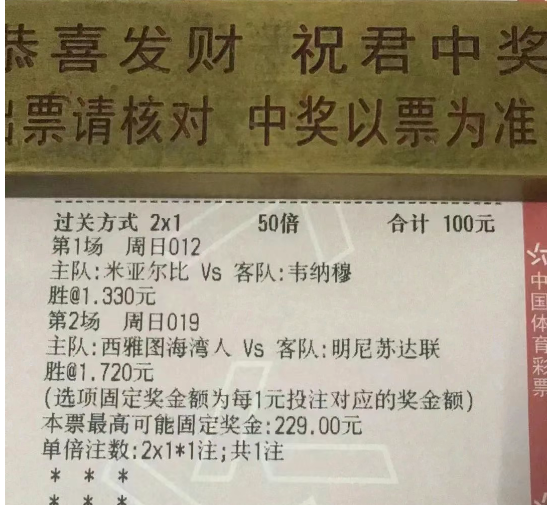 恭喜发财 祝君中奖
出票请核对 中奖以票为准
过关方式 2x1 50倍 合计 100元
第1场 周日012
主队:米亚尔比 Vs 客队:韦纳穆
胜@1.330元
第2场 周日019
主队:西雅图海湾人 Vs 客队:明尼苏达联
胜@1.720元
(选项固定奖金额为每1元投注对应的奖金额)
本票最高可能固定奖金:229.00元
单倍注数:2x1*1注;共1注
* * *
* * *
中国体育彩票